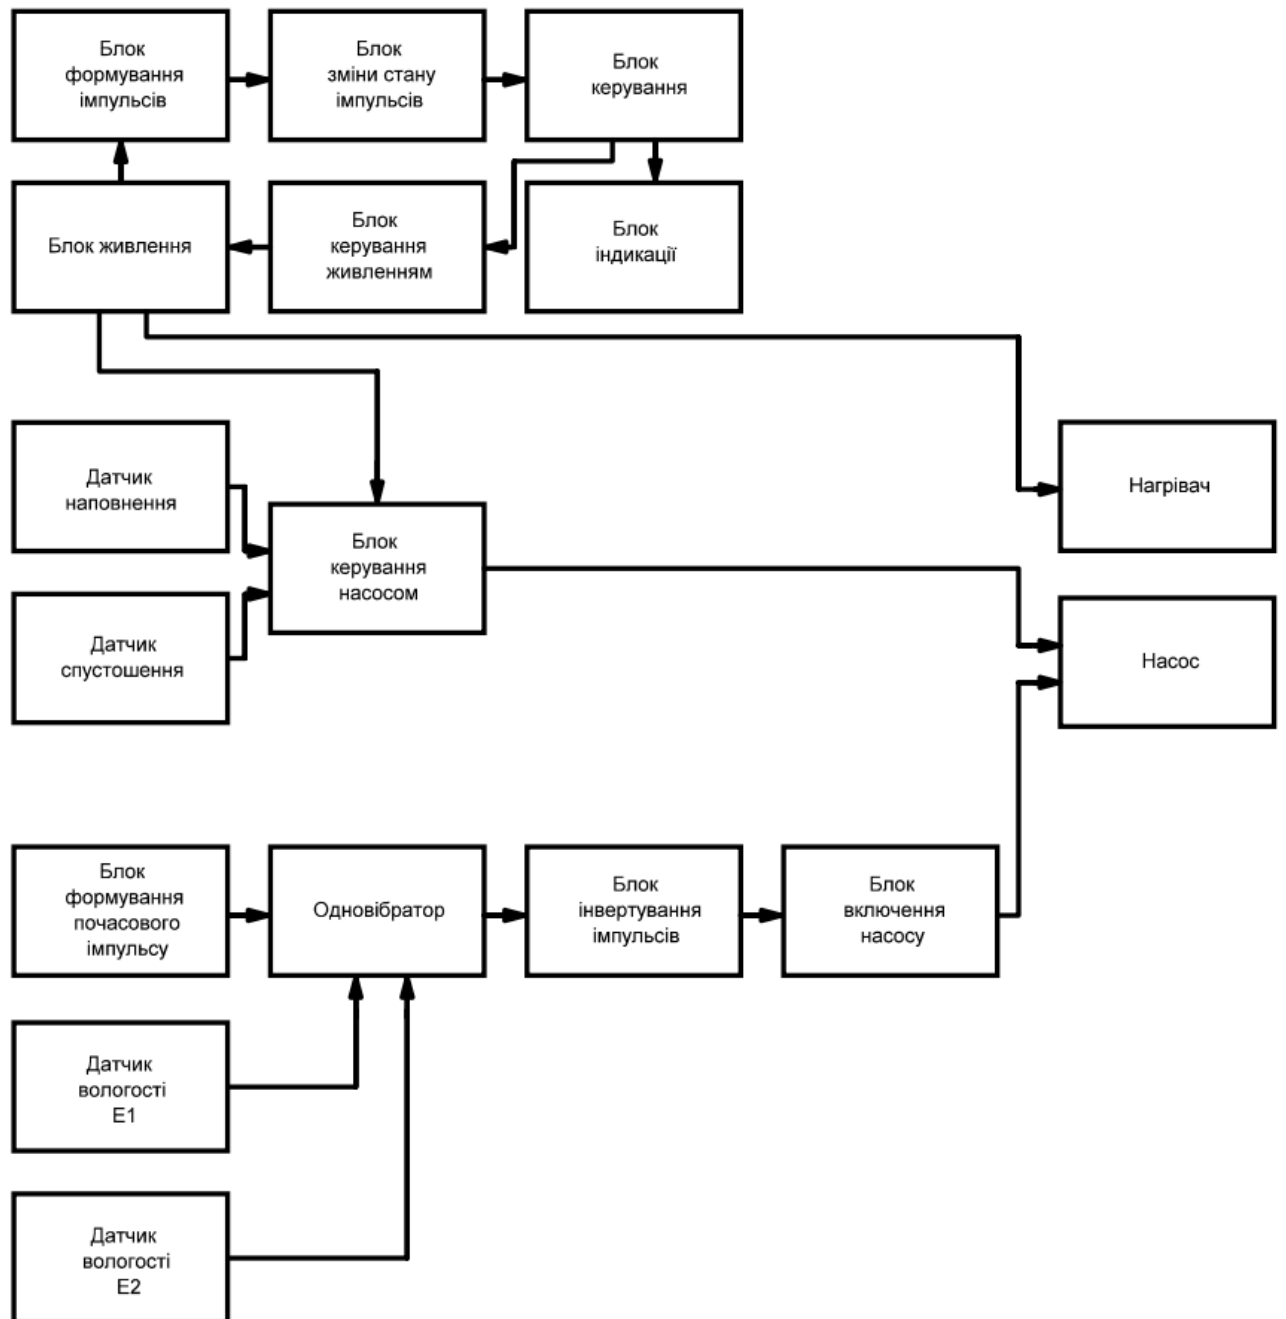 Блок
формування
імпульсів
Блок
зміни стану
імпульсів
Блок
керування
Блок живлення
Блок
керування
живленням
Блок
індикації
Датчик
наповнення
Нагрівач
Блок
керування
насосом
Датчик
спустошення
Насос
Блок
формування
почасового
імпульсу
Одновібратор
Блок
інвертування
імпульсів
Блок
включення
насосу
Датчик
вологості
Е1
Датчик
вологості
Е2